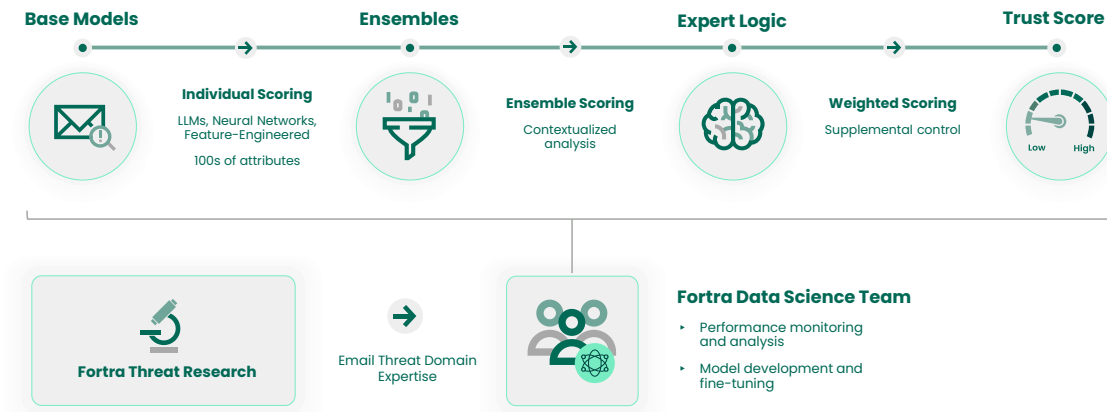 Base Models
Ensembles
Expert Logic
Trust Score
Individual Scoring
LLMs, Neural Networks,
Feature-Engineered
100s of attributes
Ensemble Scoring
Contextualized
analysis
Weighted Scoring
Supplemental control
Low
High
Fortra Threat Research
Email Threat Domain
Expertise
Fortra Data Science Team
‣ Performance monitoring
and analysis
‣ Model development and
fine-tuning